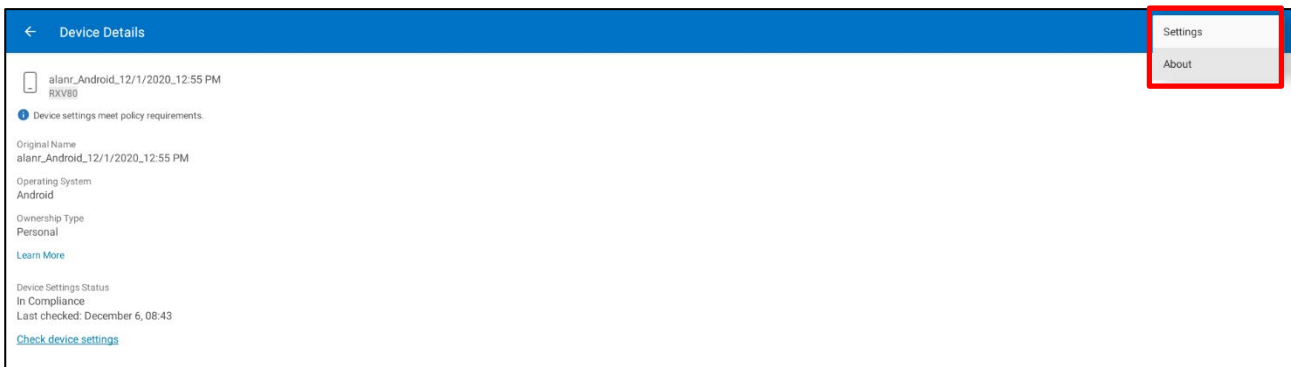 Device Details
Settings
About
alanr_Android_12/1/2020_12:55 PM
RXV80
Device settings meet policy requirements.
Original Name
alanr_Android_12/1/2020_12:55 PM
Operating System
Android
Ownership Type
Personal
Learn More
Device Settings Status
In Compliance
Last checked: December 6, 08:43
Check device settings